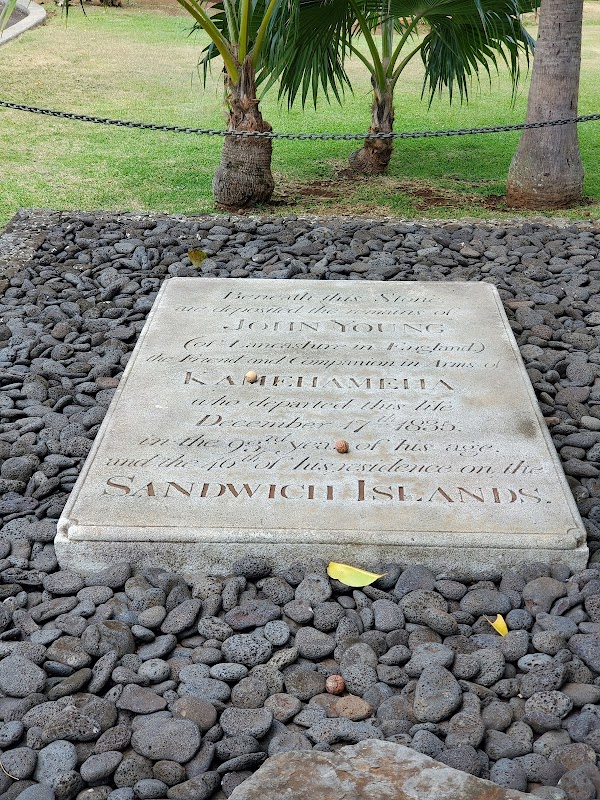 Beneath this Stone
are deposited the remains of
JOHN YOUNG
(of Lancashire in England)
the Friend and Companion in Arms of
KAMEHAMEHA
who departed this life
December 17th 1835.
in the 93rd year of his age.
and the 46th of his residence on the
SANDWICH ISLANDS.